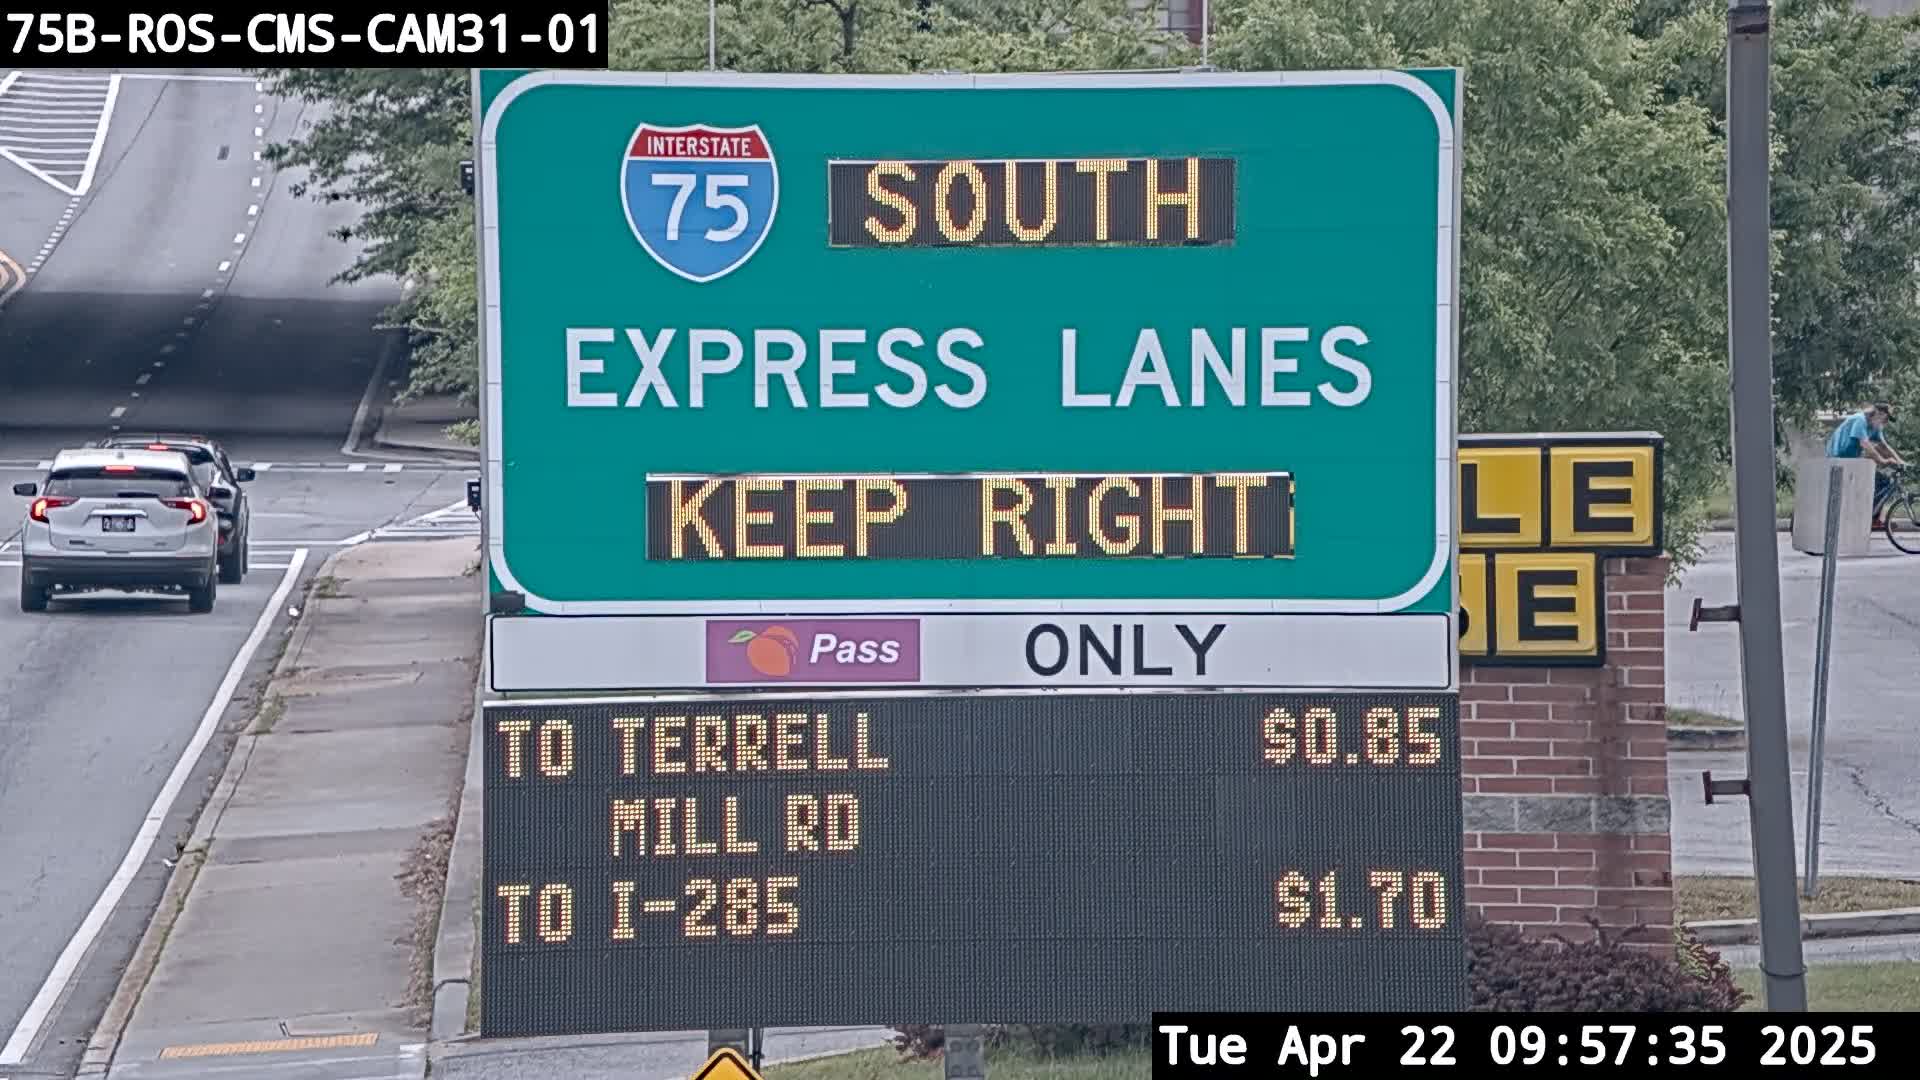 75B-ROS-CMS-CAM31-01
INTERSTATE
75
SOUTH
EXPRESS LANES
KEEP RIGHT
Pass ONLY
LE
E
TO TERRELL $0.85
MILL RD
TO I-285 $1.70
Tue Apr 22 09:57:35 2025